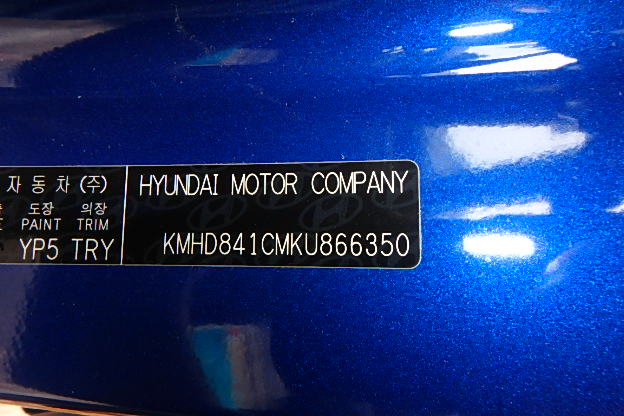 자동차 (주)
도장 의장
PAINT TRIM
YP5 TRY
HYUNDAI MOTOR COMPANY
KMHD841CMKU866350